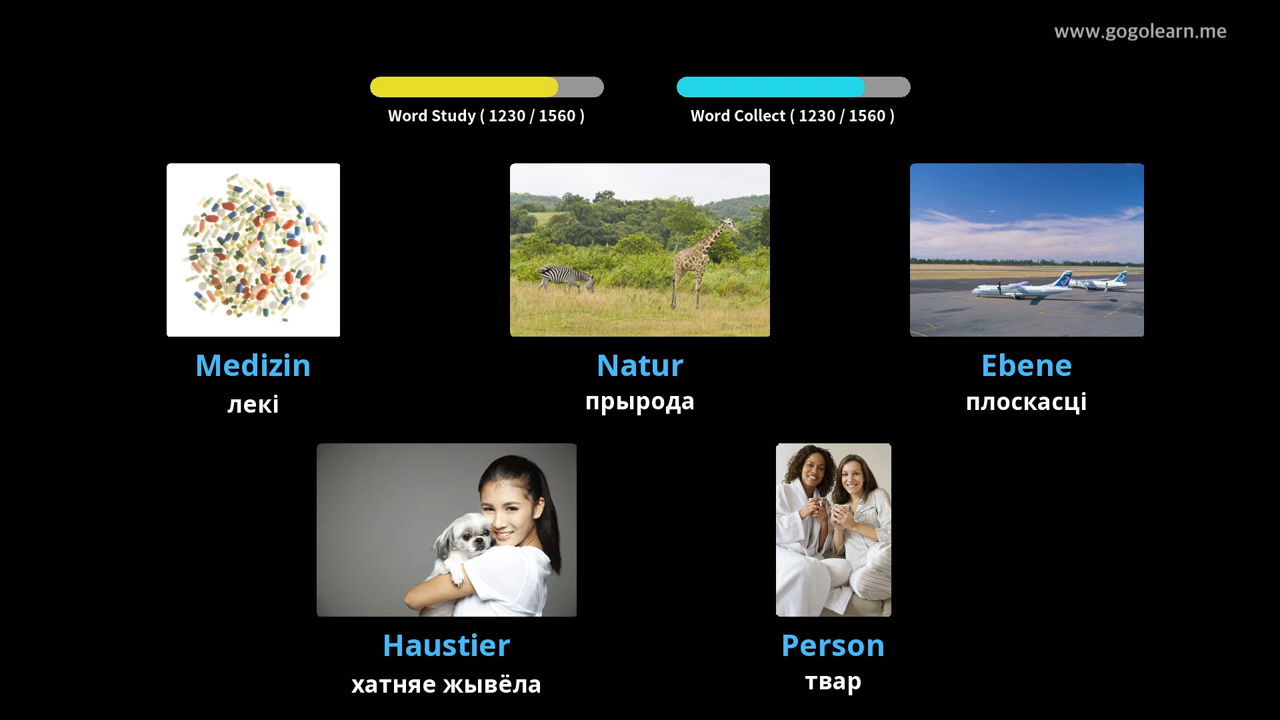 www.gogolearn.me
Word Study ( 1230 / 1560 )
Word Collect ( 1230 / 1560 )
Medizin
лекі
Natur
прырода
Ebene
плоскасці
Haustier
хатняе жывёла
Person
твар